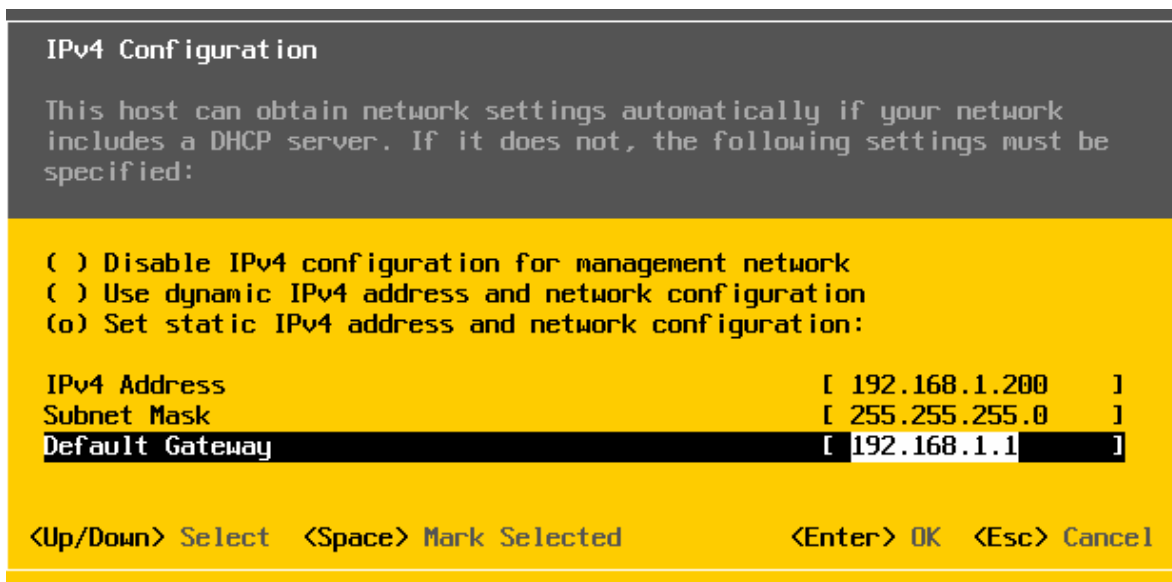 IPv4 Configuration
This host can obtain network settings automatically if your network
includes a DHCP server. If it does not, the following settings must be
specified:
( ) Disable IPv4 configuration for management network
( ) Use dynamic IPv4 address and network configuration
(o) Set static IPv4 address and network configuration:
IPv4 Address [ 192.168.1.200 ]
Subnet Mask [ 255.255.255.0 ]
Default Gateway [ 192.168.1.1 ]
<Up/Down> Select <Space> Mark Selected <Enter> OK <Esc> Cancel